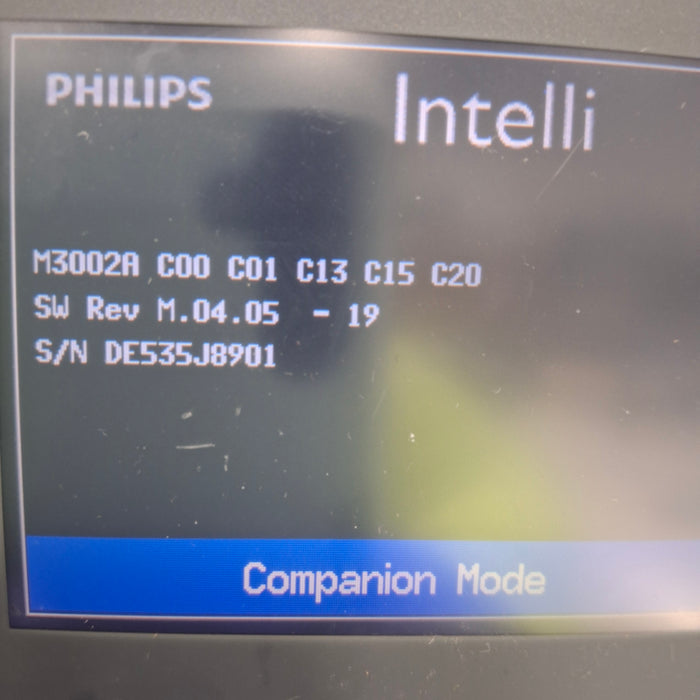 PHILIPS
Intelli
M3002A C00 C01 C13 C15 C20
SW Rev M.04.05 - 19
S/N DE535J8901
Companion Mode